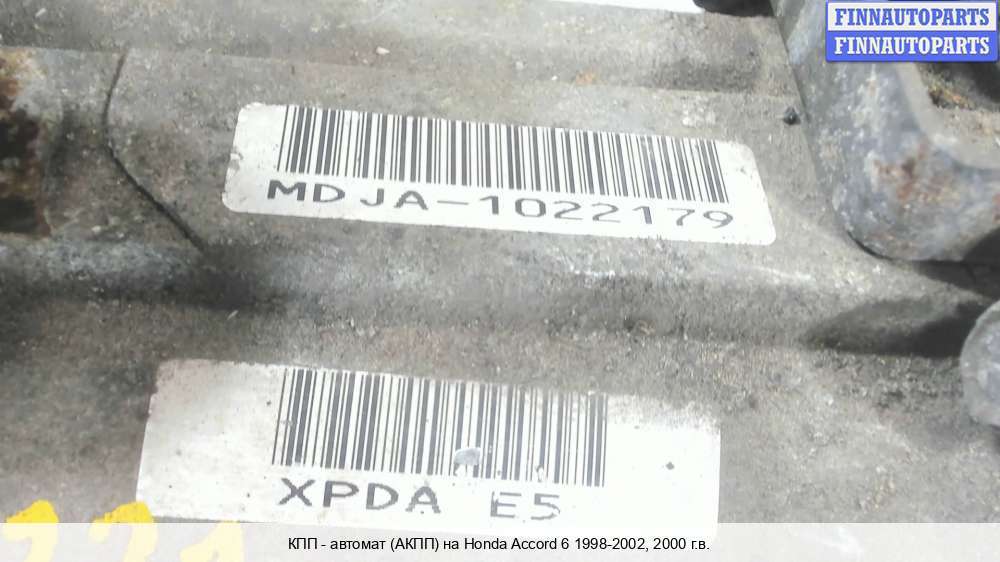 FINNAUTOPARTS
FINNAUTOPARTS
MDJA-1022179
XPDA E5
КПП - автомат (АКПП) на Honda Accord 6 1998-2002, 2000 г.в.